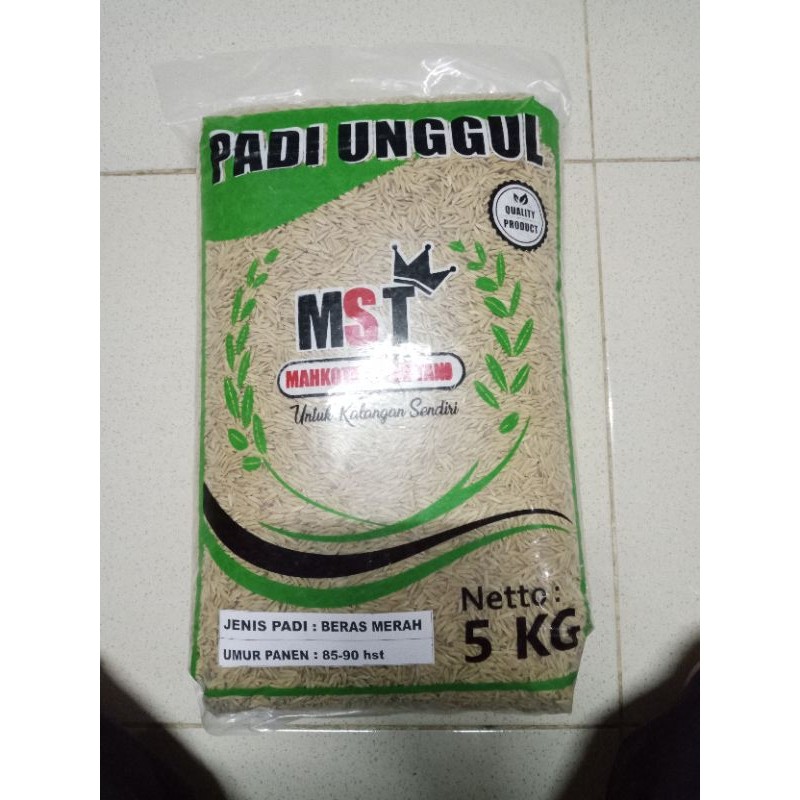 PADI UNGGUL
QUALITY
PRODUCT
MST
MAHKOTA
Untuk Kalangan Sendiri
Netto :
5 KG
JENIS PADI : BERAS MERAH
UMUR PANEN : 85-90 hst